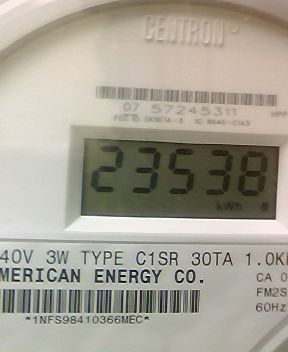 CENTRON®
07 57245311
23538
kWh
40V 3W TYPE C1SR 30TA 1.0K
MERICAN ENERGY CO.
CA 0
FM2S
60Hz
*1NFS98410366MEC*